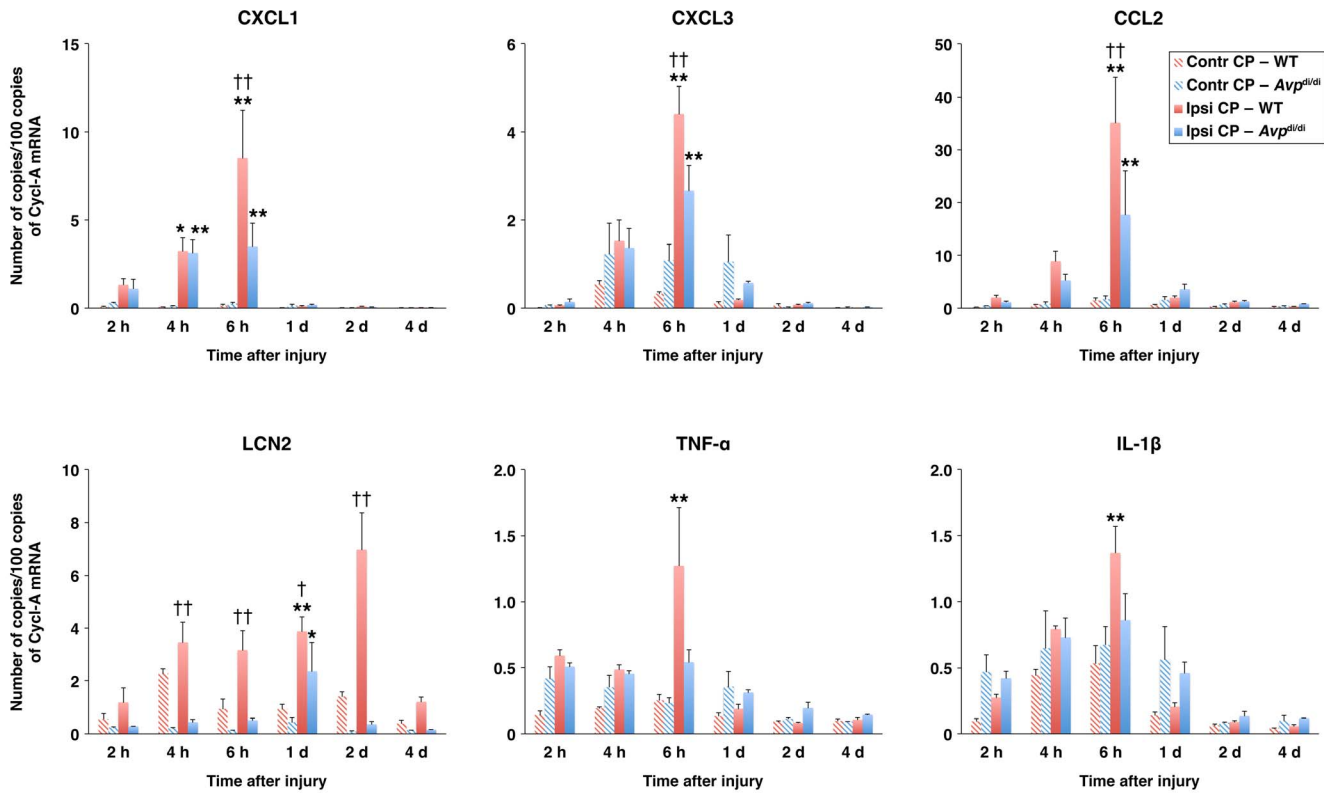 CXCL1
Number of copies/100 copies
of Cycl-A mRNA
15
10
5
0
††
**
* **
**
2 h 4 h 6 h 1 d 2 d 4 d
Time after injury
CXCL3
6
4
2
0
††
**
**
2 h 4 h 6 h 1 d 2 d 4 d
Time after injury
CCL2
50
40
30
20
10
0
††
**
**
Contr CP – WT
Contr CP – Avp^di/di
Ipsi CP – WT
Ipsi CP – Avp^di/di
2 h 4 h 6 h 1 d 2 d 4 d
Time after injury
LCN2
Number of copies/100 copies
of Cycl-A mRNA
10
8
6
4
2
0
††
††
†
**
*
††
2 h 4 h 6 h 1 d 2 d 4 d
Time after injury
TNF-α
2.0
1.5
1.0
0.5
0
**
2 h 4 h 6 h 1 d 2 d 4 d
Time after injury
IL-1β
2.0
1.5
1.0
0.5
0
**
2 h 4 h 6 h 1 d 2 d 4 d
Time after injury